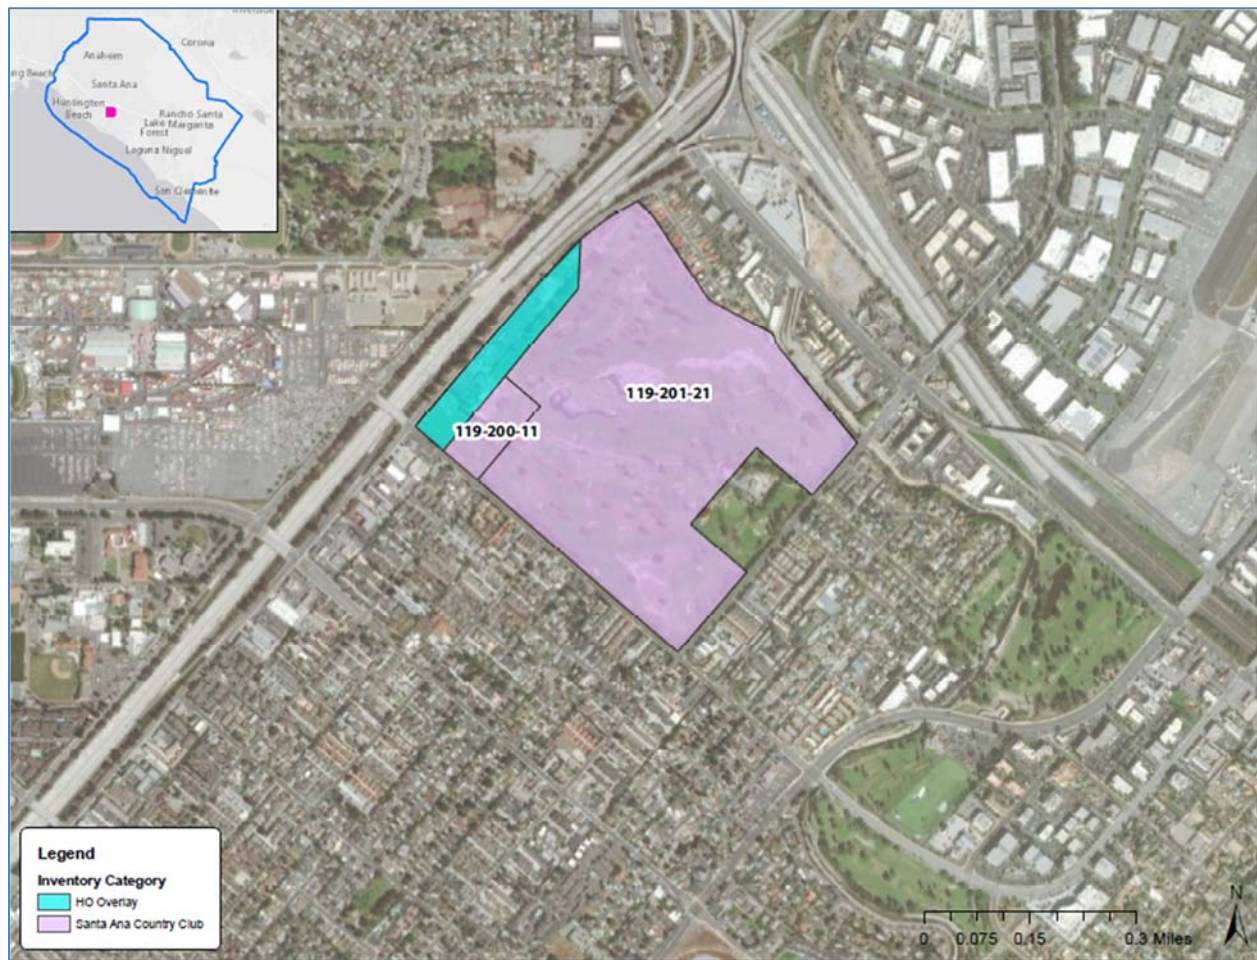 Corona
Anaheim
ng Beach
Santa Ana
Huntington
Beach
Rancho Santa
Lake Margarita
Forest
Laguna Niguel
San Clemente
119-201-21
119-200-11
Legend
Inventory Category
HO Overlay
Santa Ana Country Club
N
0 0.075 0.15 0.3 Miles